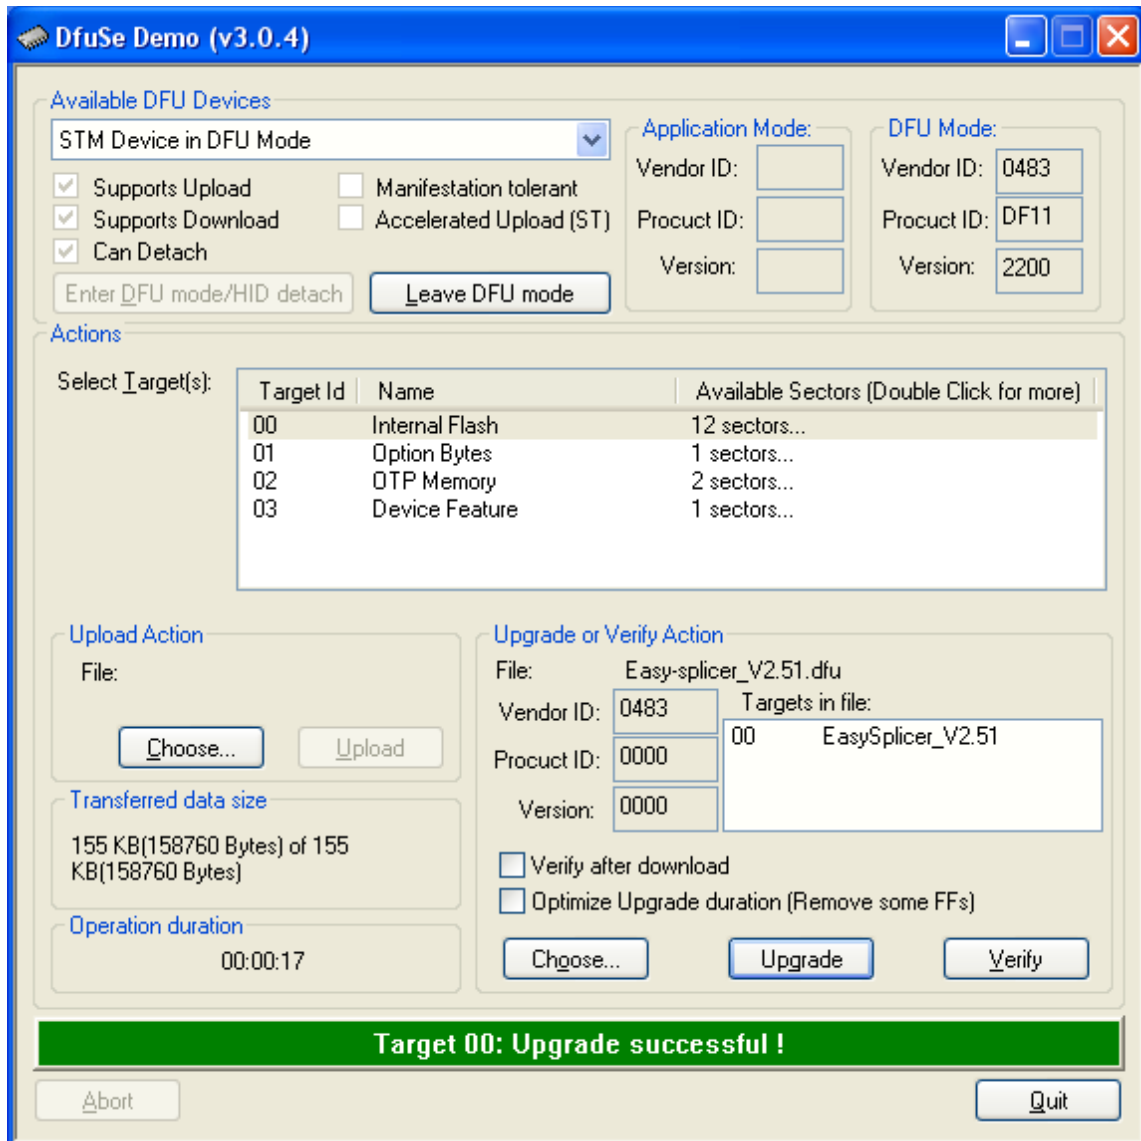 DfuSe Demo (v3.0.4)
Available DFU Devices
STM Device in DFU Mode
Supports Upload
Manifestation tolerant
Supports Download
Accelerated Upload (ST)
Can Detach
Enter DFU mode/HID detach
Leave DFU mode
Application Mode:
Vendor ID:
Procuct ID:
Version:
DFU Mode:
Vendor ID: 0483
Procuct ID: DF11
Version: 2200
Actions
Select Target(s):
Target Id Name Available Sectors (Double Click for more)
00 Internal Flash 12 sectors...
01 Option Bytes 1 sectors...
02 OTP Memory 2 sectors...
03 Device Feature 1 sectors...
Upload Action
File:
Choose... Upload
Transferred data size
155 KB(158760 Bytes) of 155
KB(158760 Bytes)
Operation duration
00:00:17
Upgrade or Verify Action
File: Easy-splicer_V2.51.dfu
Vendor ID: 0483
Procuct ID: 0000
Version: 0000
Targets in file:
00 EasySplicer_V2.51
Verify after download
Optimize Upgrade duration (Remove some FFs)
Choose... Upgrade Verify
Target 00: Upgrade successful !
Abort Quit